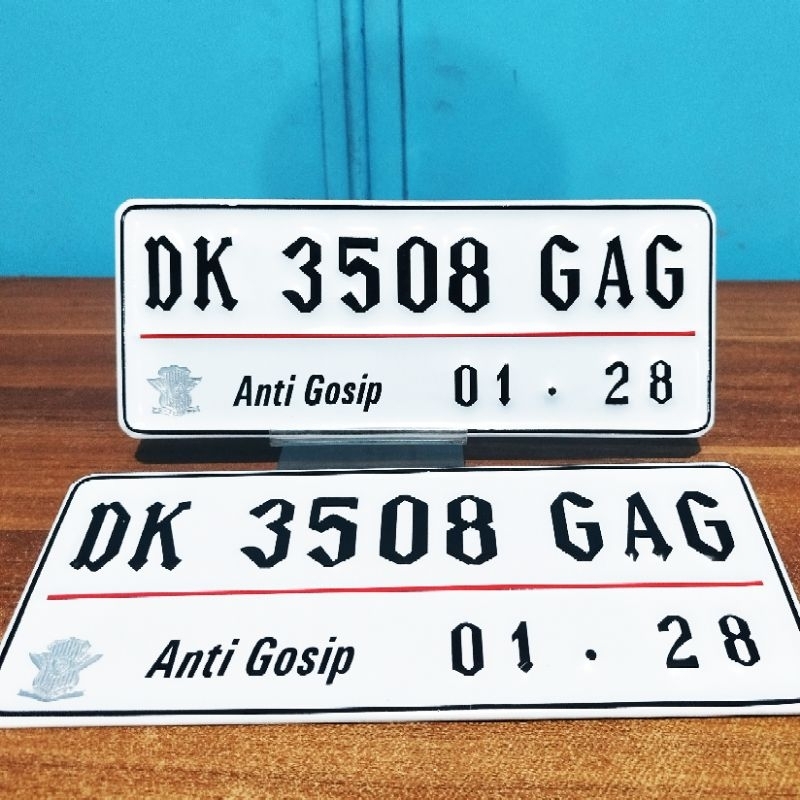 DK 3508 GAG
Anti Gosip 01 . 28
DK 3508 GAG
Anti Gosip 01 . 28